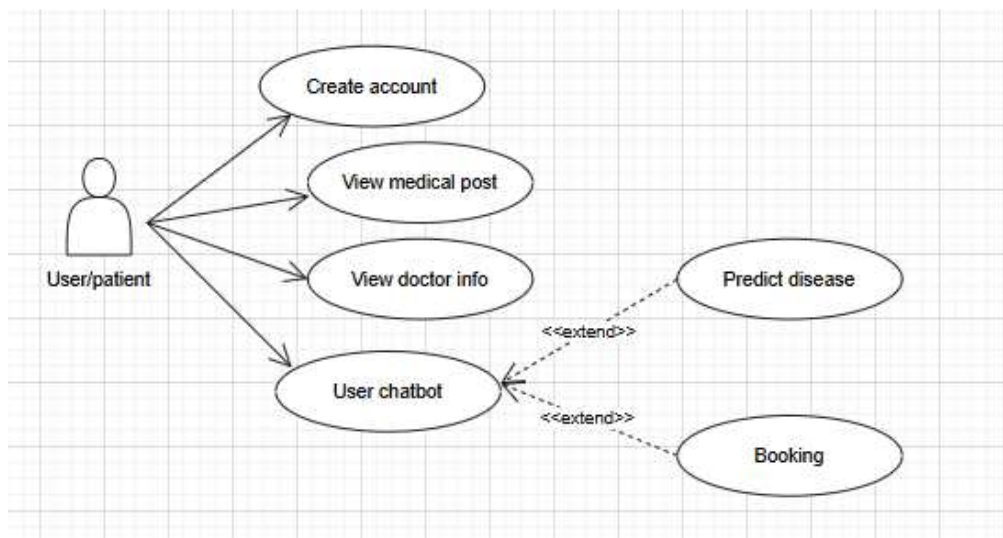 Create account
View medical post
User/patient
View doctor info
Predict disease
<<extend>>
User chatbot
<<extend>>
Booking